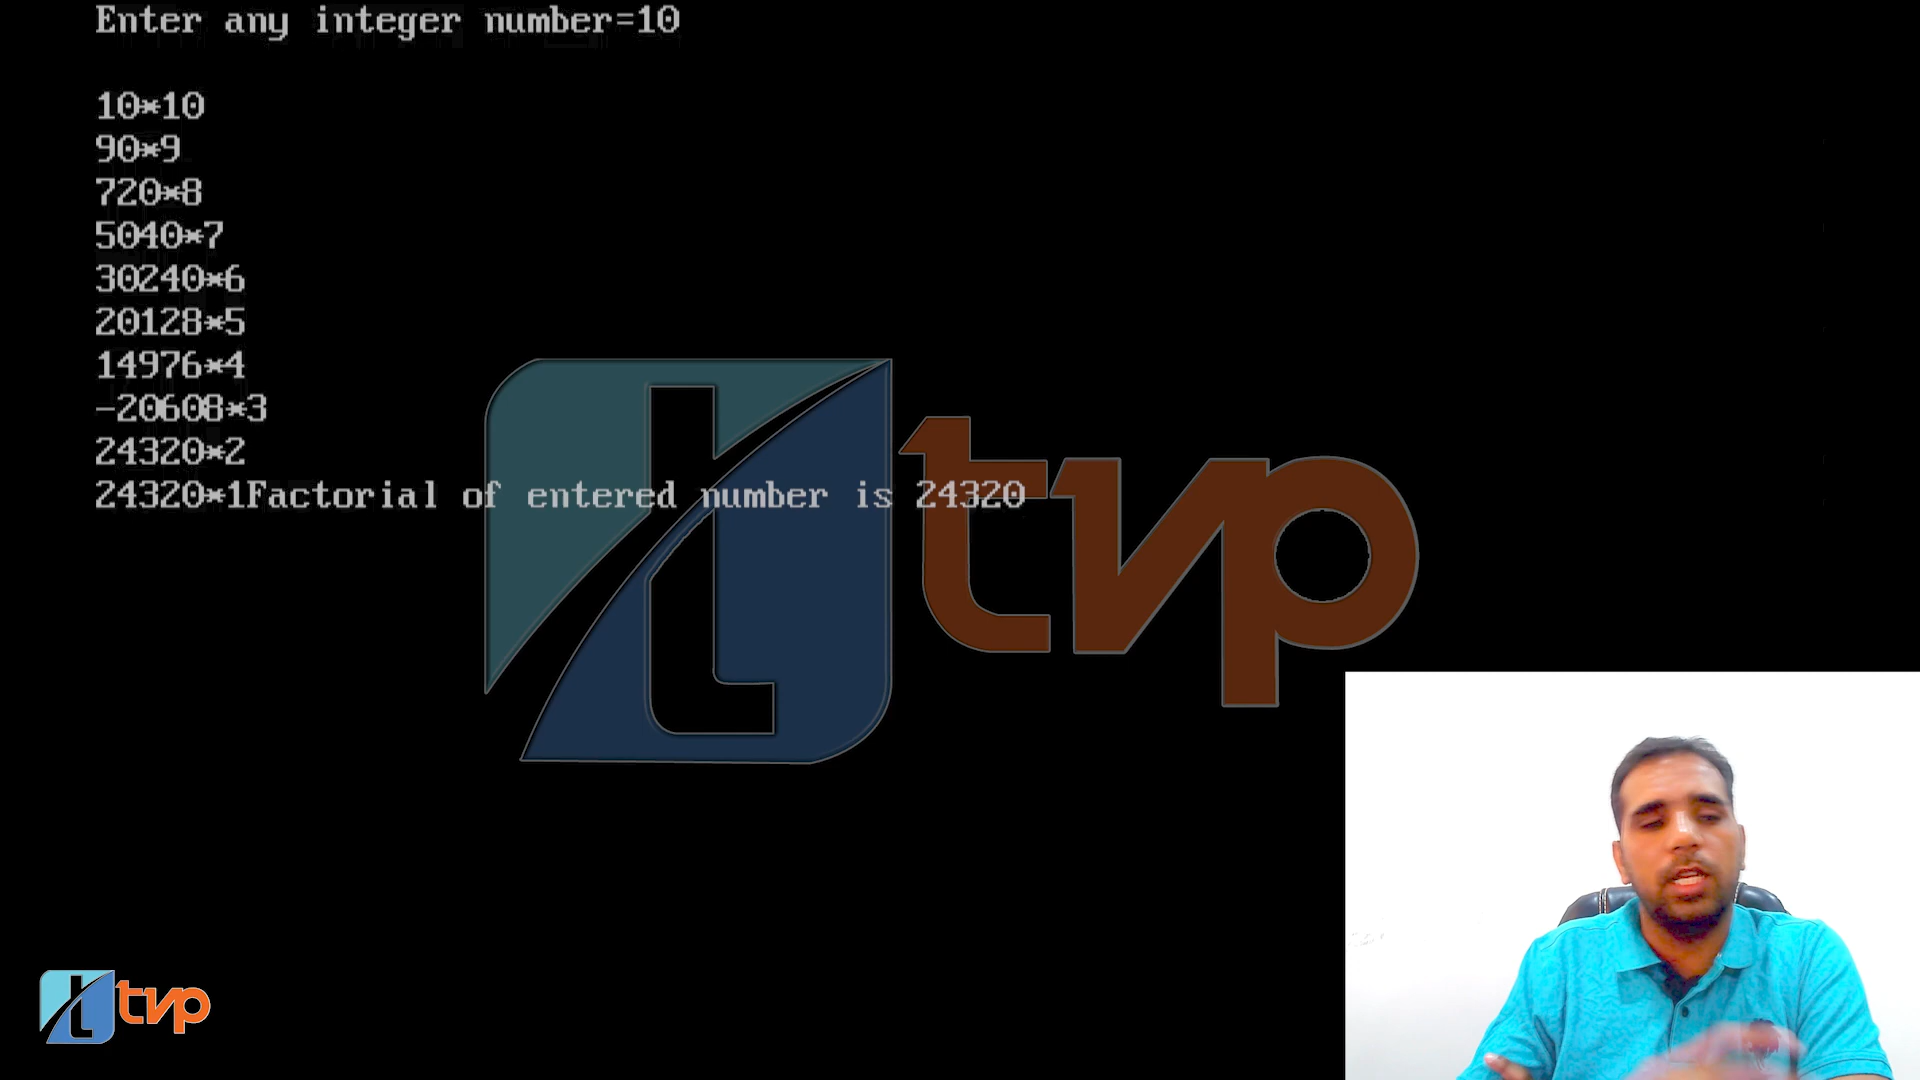 Enter any integer number=10
10*10
90*9
720*8
5040*7
30240*6
20128*5
14976*4
-20608*3
24320*2
24320*1Factorial of entered number is 24320
t tvp
t tvp